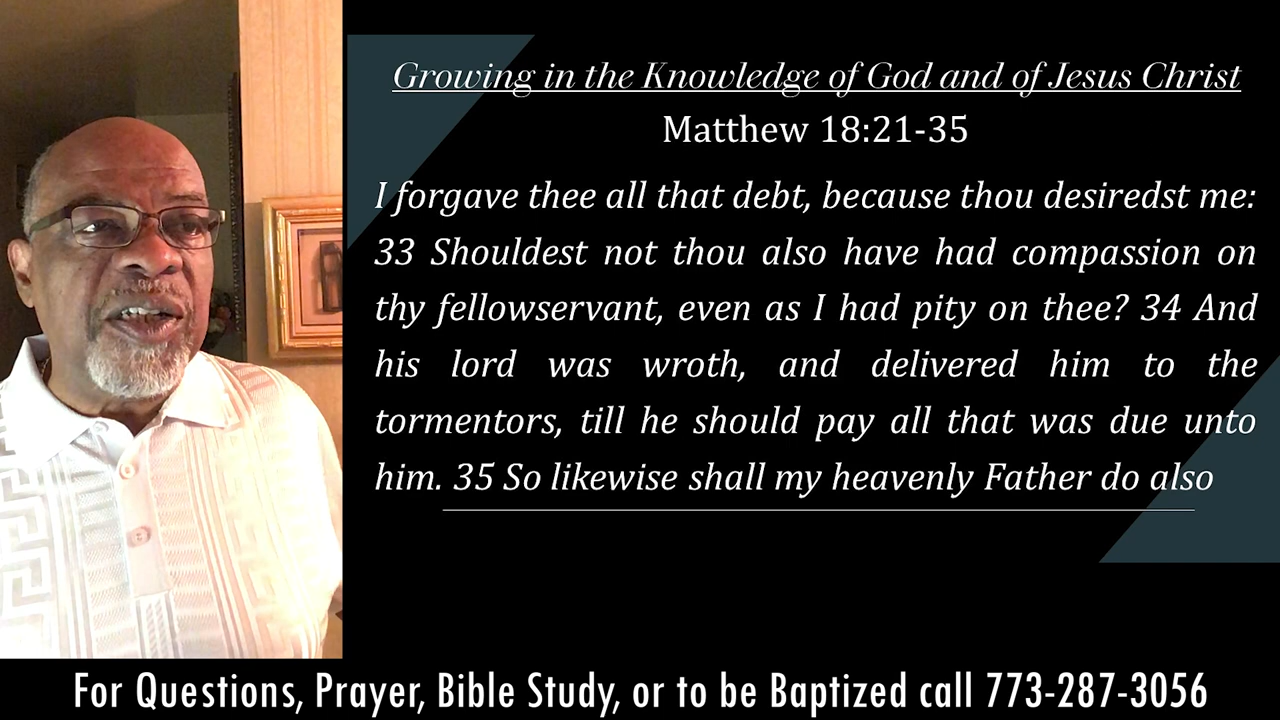 Growing in the Knowledge of God and of Jesus Christ
Matthew 18:21-35
I forgave thee all that debt, because thou desiredst me:
33 Shouldest not thou also have had compassion on
thy fellowservant, even as I had pity on thee? 34 And
his lord was wroth, and delivered him to the
tormentors, till he should pay all that was due unto
him. 35 So likewise shall my heavenly Father do also
For Questions, Prayer, Bible Study, or to be Baptized call 773-287-3056